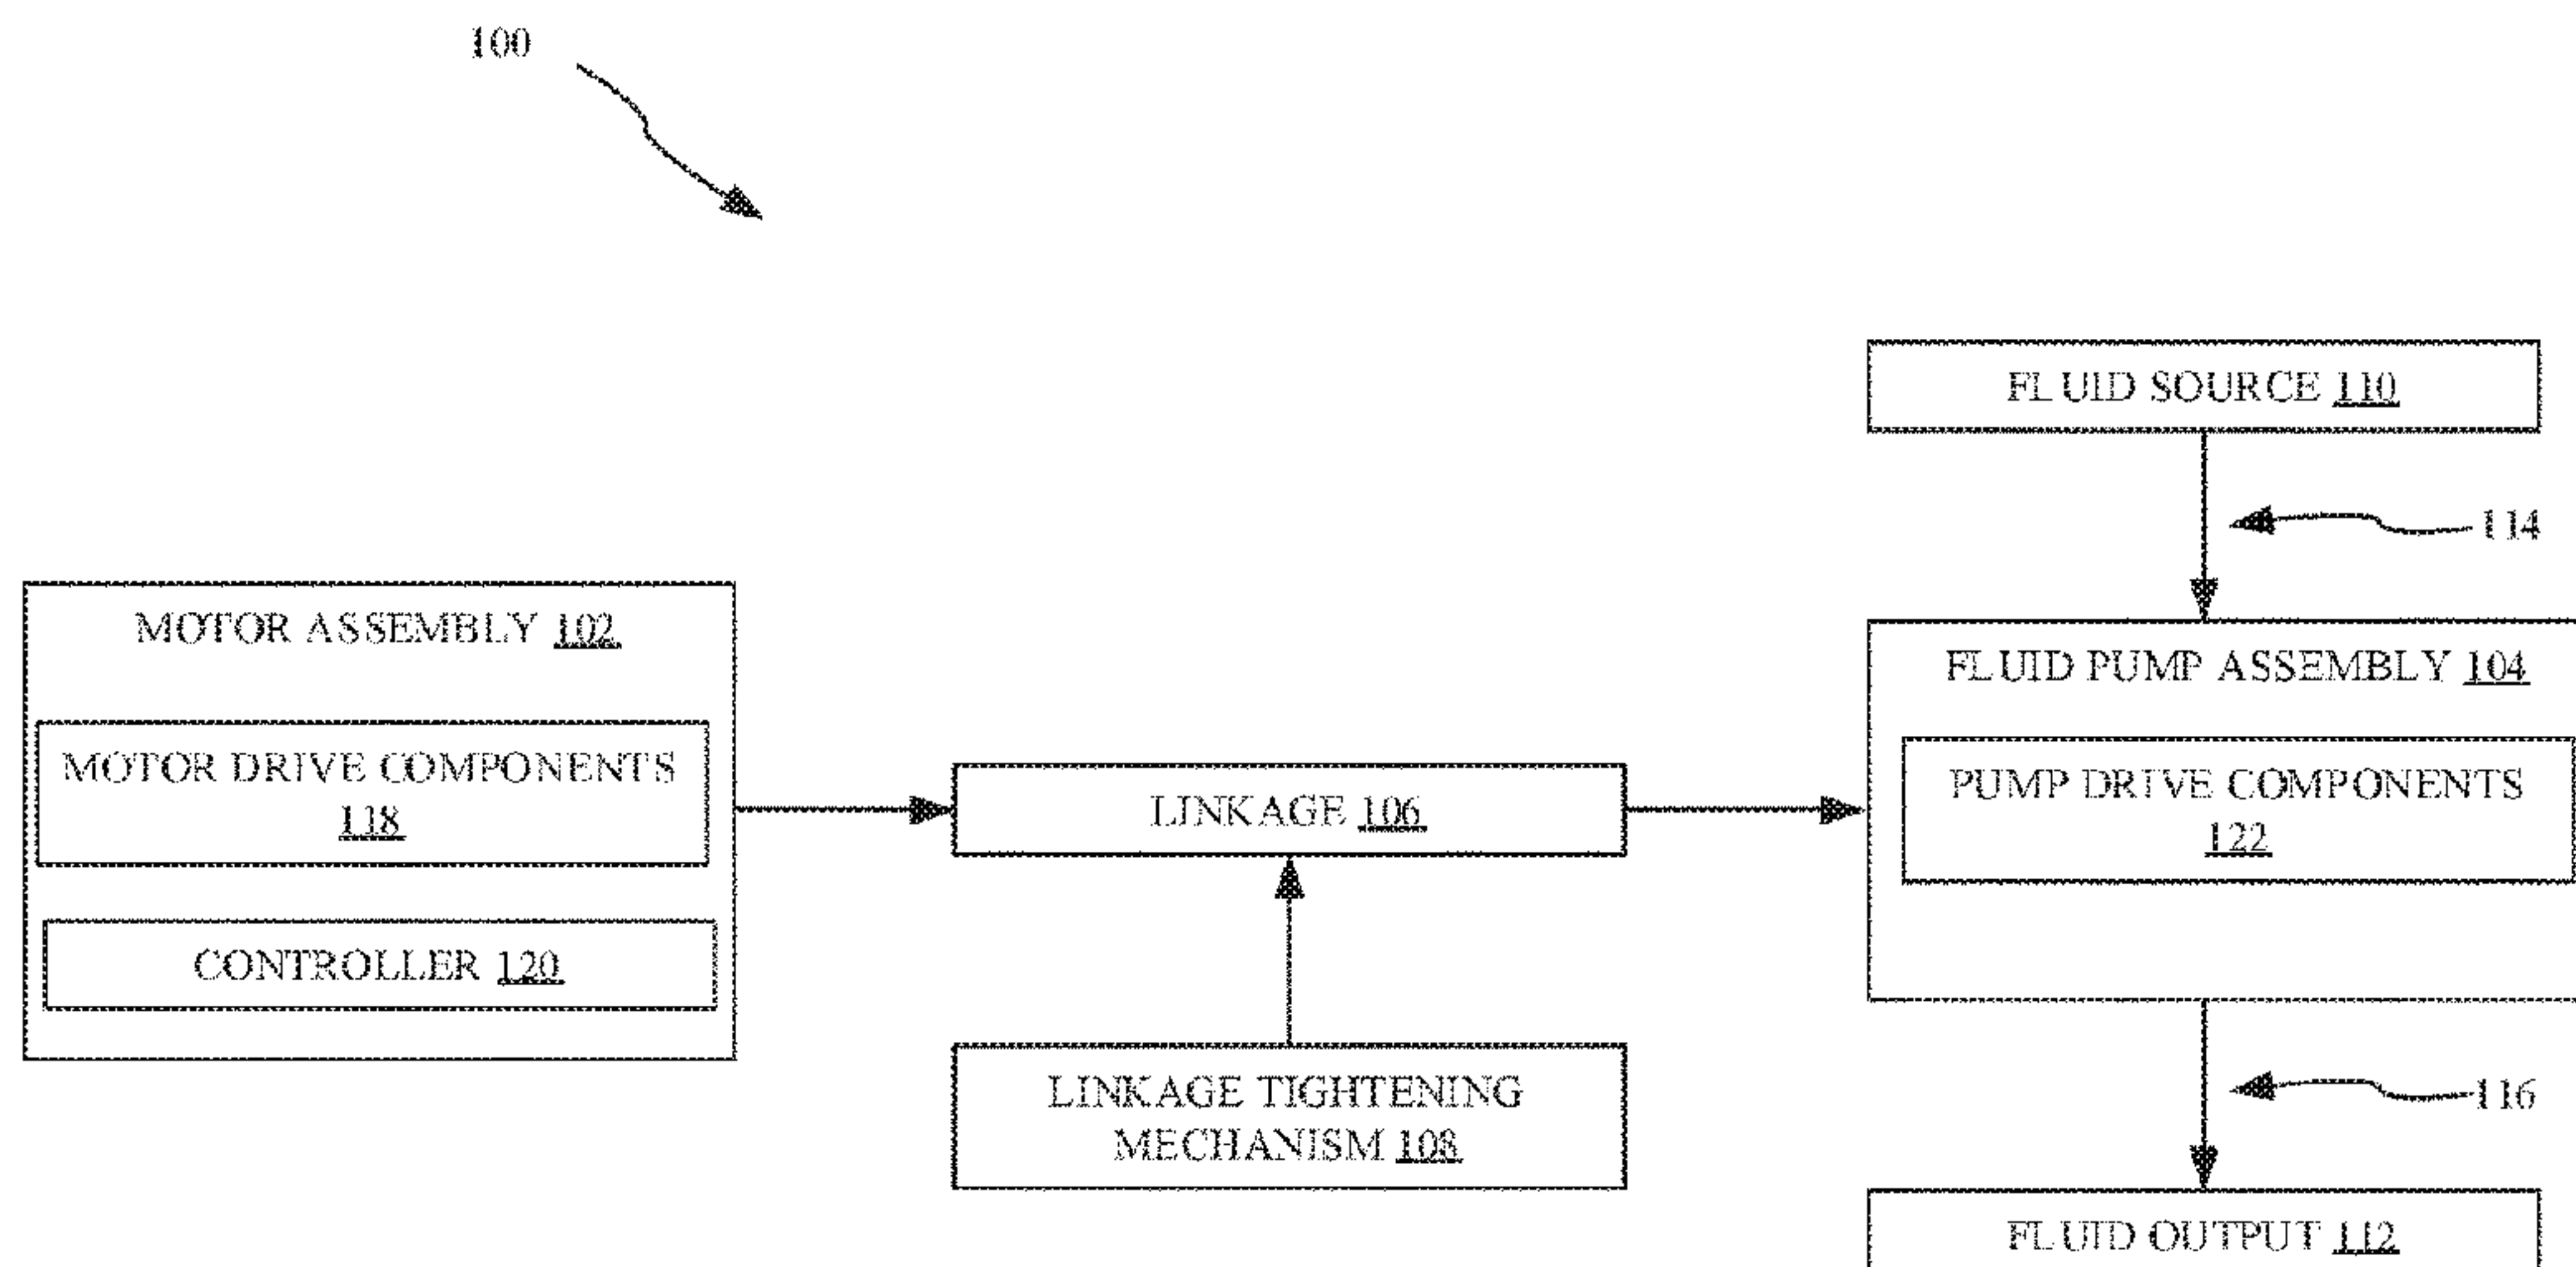 100
FLUID SOURCE 110
114
MOTOR ASSEMBLY 102
FLUID PUMP ASSEMBLY 104
MOTOR DRIVE COMPONENTS
118
PUMP DRIVE COMPONENTS
122
LINKAGE 106
CONTROLLER 120
LINKAGE TIGHTENING
MECHANISM 108
116
FLUID OUTPUT 112